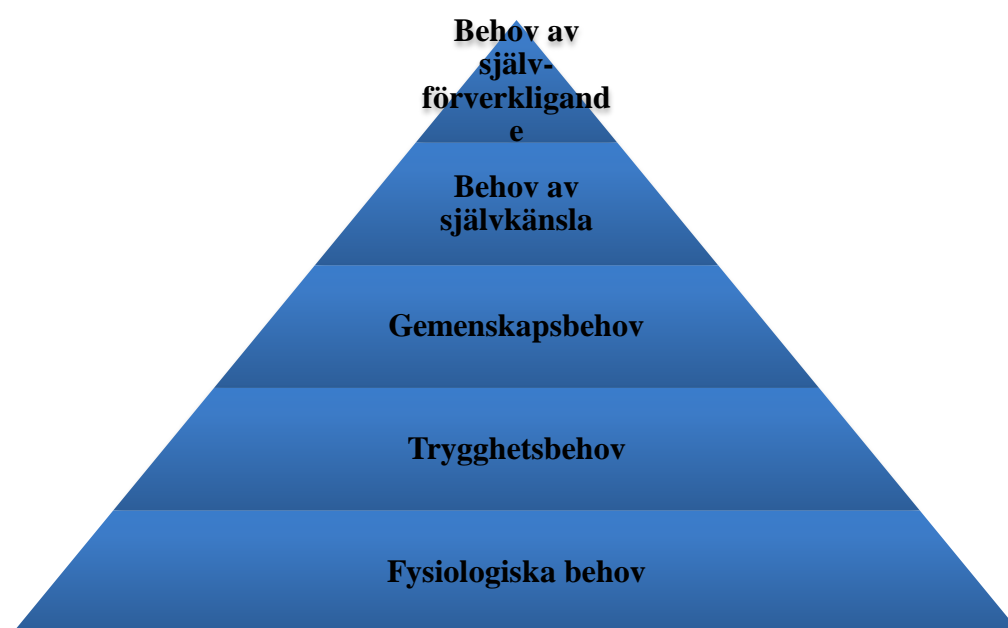 Behov av
själv-
förverkligand
e
Behov av
självkänsla
Gemenskapsbehov
Trygghetsbehov
Fysiologiska behov